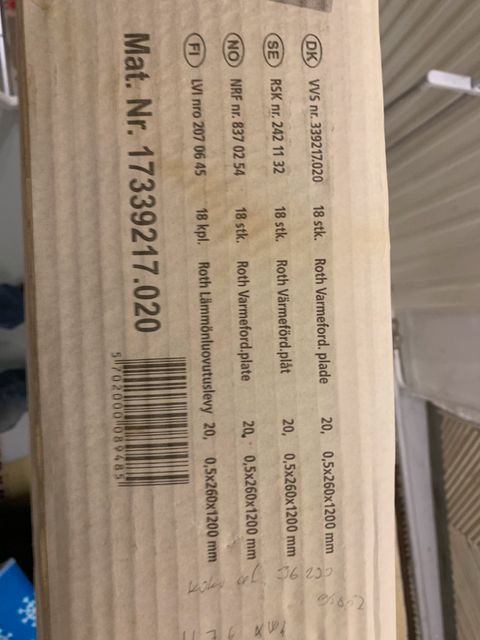 DK VVS nr. 339217.020 18 stk. Roth Varmeford. plade 20, 0,5x260x1200 mm
SE RSK nr. 242 11 32 18 stk. Roth Värmeförd.plåt 20, 0,5x260x1200 mm
NO NRF nr. 837 02 54 18 stk. Roth Varmeford.plate 20, 0,5x260x1200 mm
FI LVI nro 207 06 45 18 kpl. Roth Lämmönluovutuslevy 20, 0,5x260x1200 mm
Mat. Nr. 17339217.020
5 702000 089485